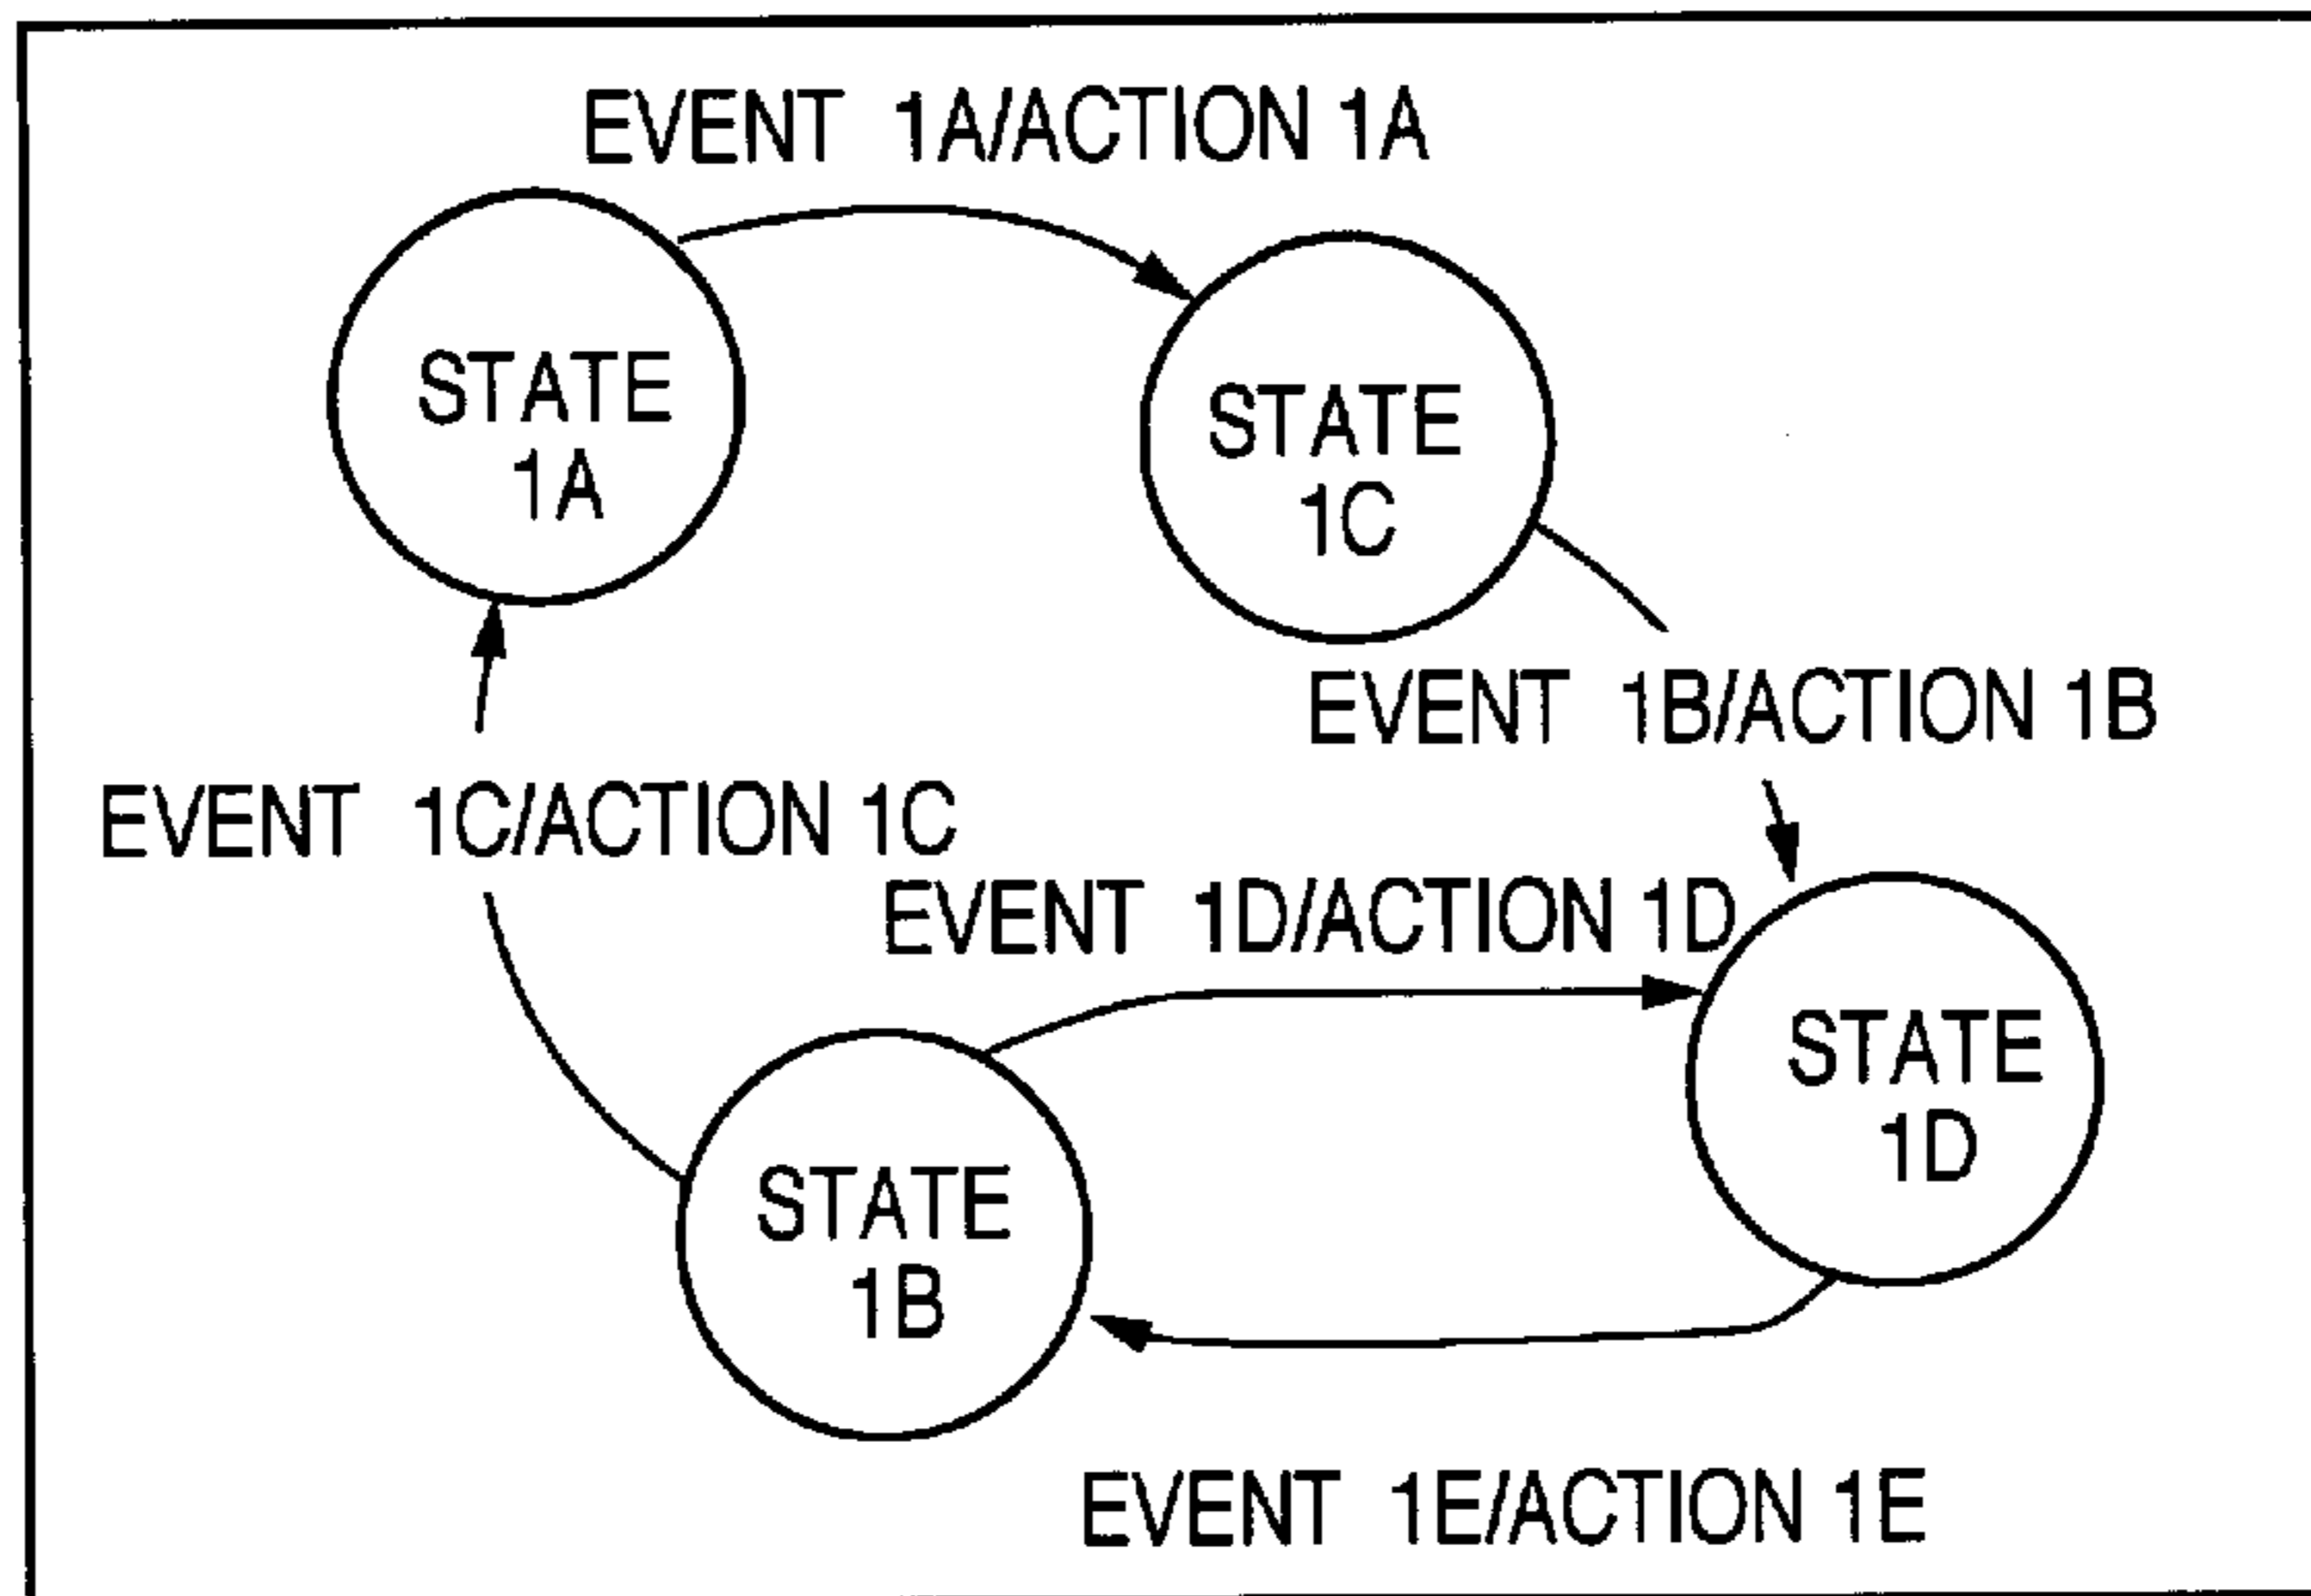 EVENT 1A/ACTION 1A
STATE
1A
STATE
1C
EVENT 1B/ACTION 1B
EVENT 1C/ACTION 1C
EVENT 1D/ACTION 1D
STATE
1D
STATE
1B
EVENT 1E/ACTION 1E